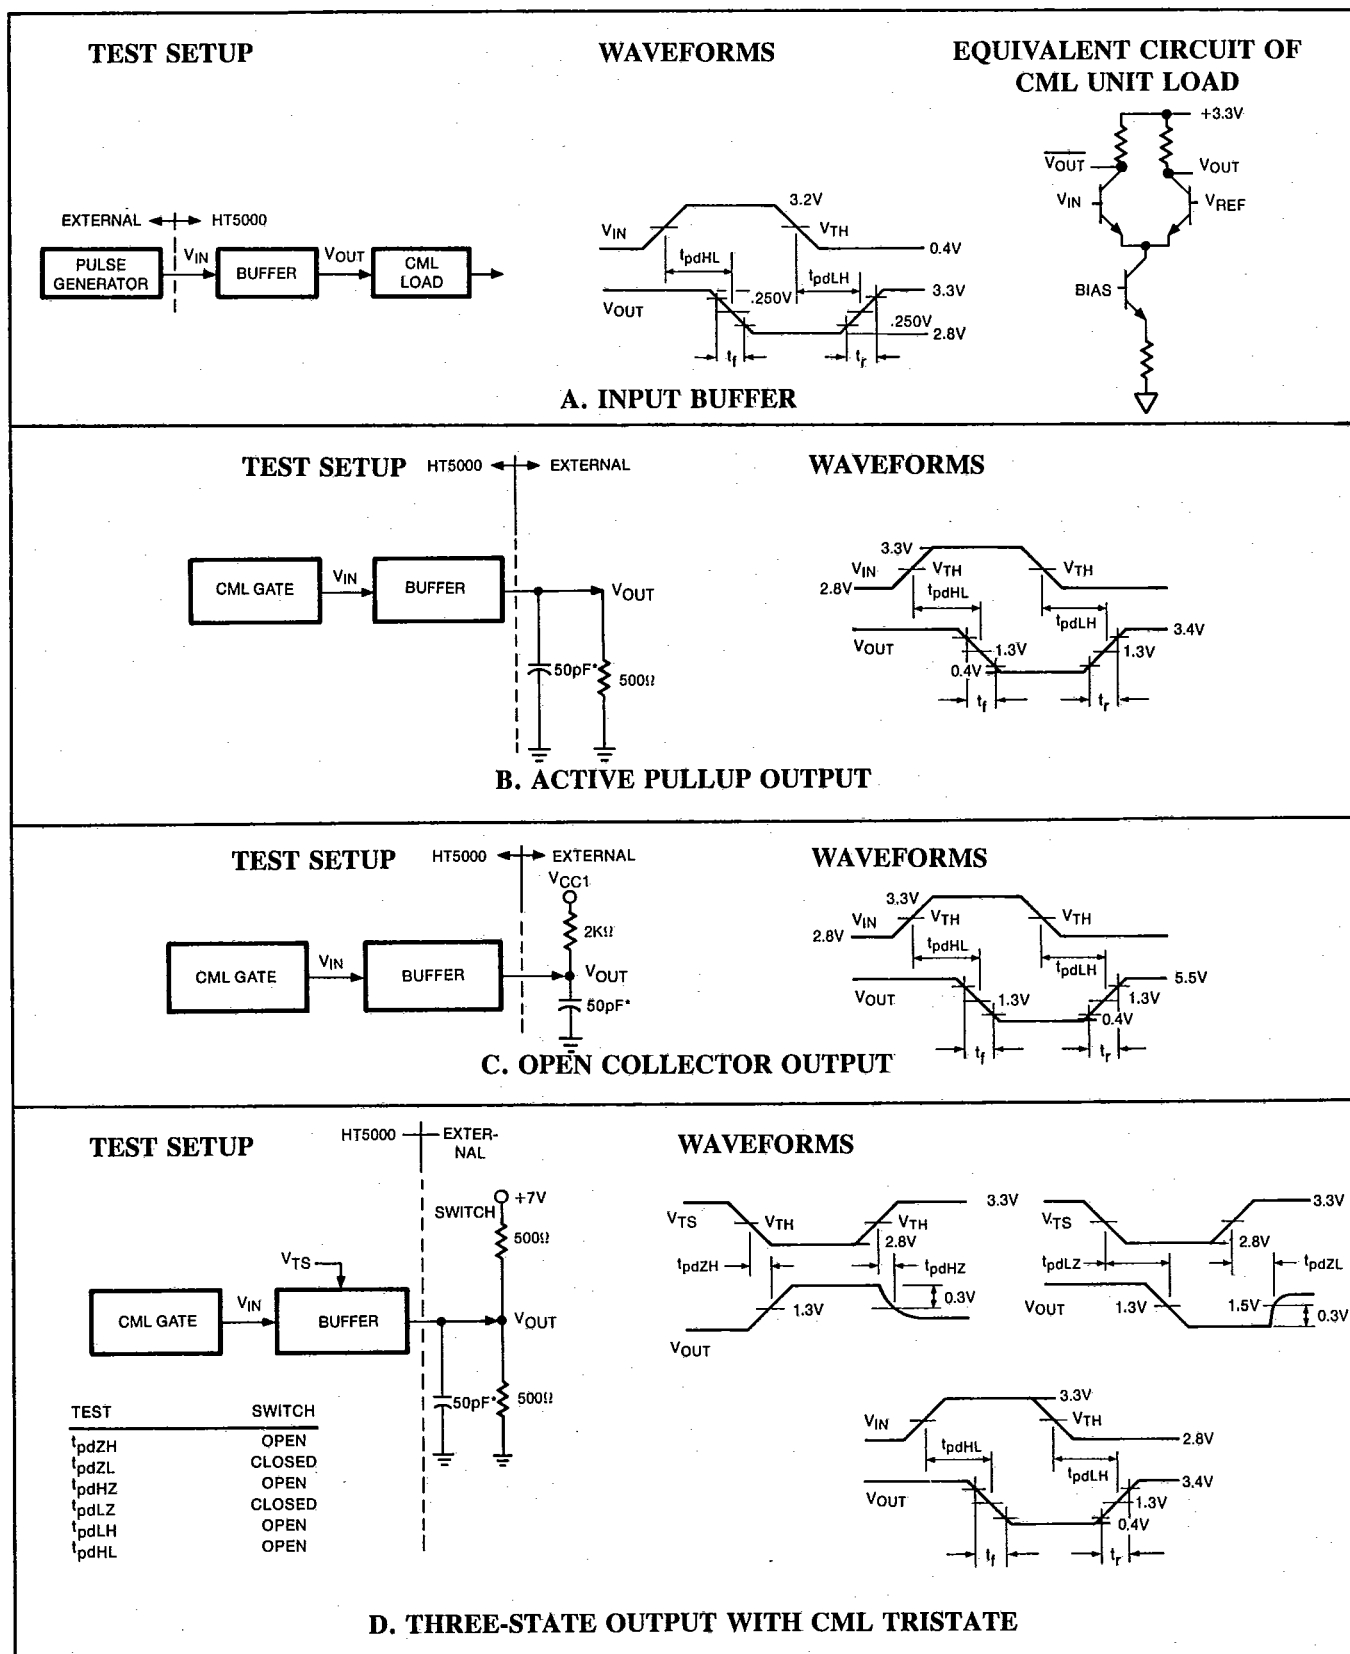 TEST SETUP
WAVEFORMS
EQUIVALENT CIRCUIT OF
CML UNIT LOAD
+3.3V
VOUT
VOUT
VIN
VREF
BIAS
EXTERNAL
HT5000
PULSE
GENERATOR
VIN
BUFFER
VOUT
CML
LOAD
3.2V
VIN
VTH
0.4V
tpdHL
tpdLH
3.3V
.250V
VOUT
.250V
2.8V
tf
tr
A. INPUT BUFFER
TEST SETUP
HT5000
EXTERNAL
WAVEFORMS
CML GATE
VIN
BUFFER
VOUT
50pF*
500Ω
3.3V
VIN
VTH
VTH
2.8V
tpdHL
tpdLH
3.4V
VOUT
1.3V
1.3V
0.4V
tf
tr
B. ACTIVE PULLUP OUTPUT
TEST SETUP
HT5000
EXTERNAL
WAVEFORMS
VCC1
2KΩ
CML GATE
VIN
BUFFER
VOUT
50pF*
3.3V
VIN
VTH
VTH
2.8V
tpdHL
tpdLH
5.5V
VOUT
1.3V
1.3V
0.4V
tf
tr
C. OPEN COLLECTOR OUTPUT
TEST SETUP
HT5000
EXTER-
NAL
WAVEFORMS
+7V
SWITCH
500Ω
VTS
CML GATE
VIN
BUFFER
VOUT
50pF*
500Ω
TEST SWITCH
tpdZH OPEN
tpdZL CLOSED
tpdHZ OPEN
tpdLZ CLOSED
tpdLH OPEN
tpdHL OPEN
3.3V
VTS
VTH
VTH
2.8V
tpdZH
tpdHZ
0.3V
1.3V
VOUT
3.3V
VTS
2.8V
tpdLZ
tpdZL
VOUT
1.3V
1.5V
0.3V
3.3V
VIN
VTH
2.8V
tpdHL
tpdLH
3.4V
VOUT
1.3V
0.4V
tf
tr
D. THREE-STATE OUTPUT WITH CML TRISTATE